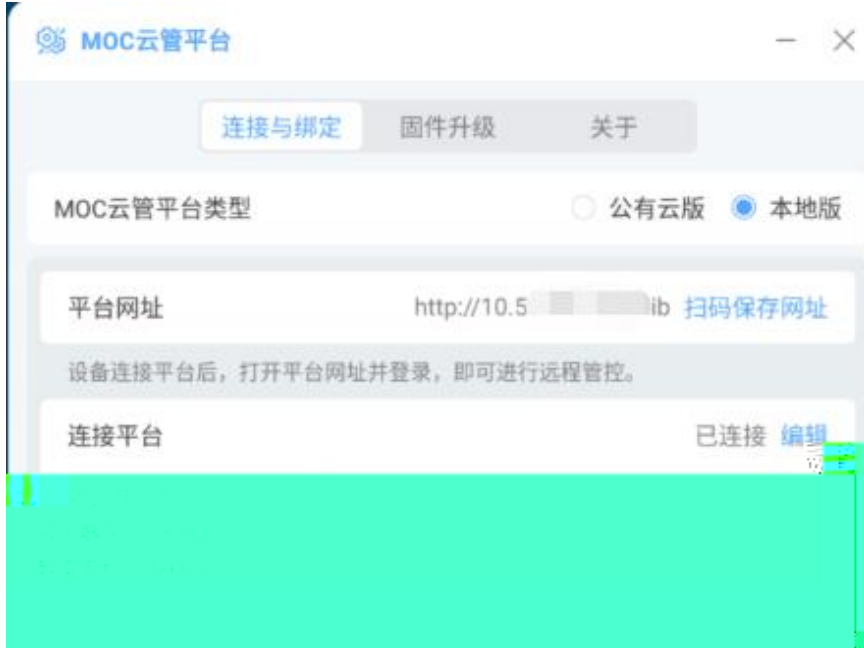 MOC云管平台
连接与绑定 固件升级 关于
MOC云管平台类型 公有云版 本地版
平台网址 http://10.5 ib 扫码保存网址
设备连接平台后，打开平台网址并登录，即可进行远程管控。
连接平台 已连接 编辑